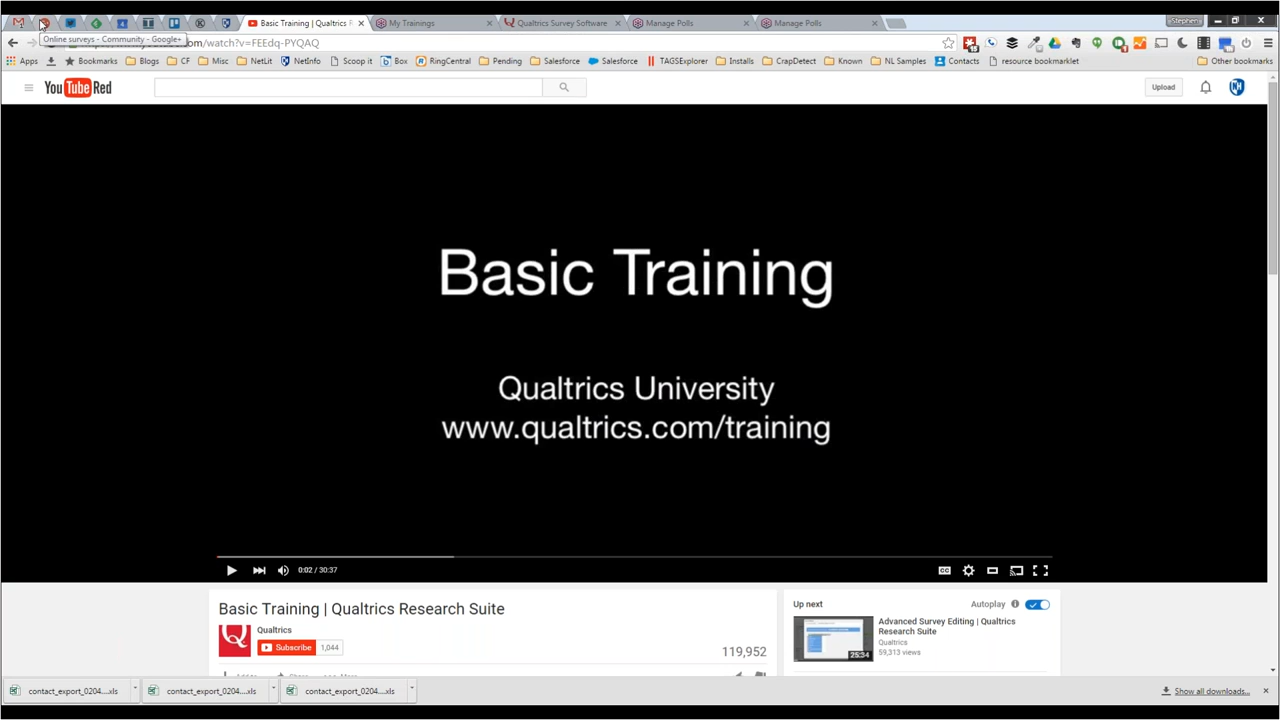 Basic Training | Qualtrics R
My Trainings
Qualtrics Survey Software
Manage Polls
Manage Polls
Stephen
Online surveys - Community - Google+
/watch?v=FEEdq-PYQAQ
Apps
Bookmarks
Blogs
CF
Misc
NetLit
NetInfo
Scoop it
Box
RingCentral
Pending
Salesforce
Salesforce
TAGSExplorer
Installs
CrapDetect
Known
NL Samples
Contacts
resource bookmarklet
Other bookmarks
YouTube Red
Upload
NH
Basic Training
Qualtrics University
www.qualtrics.com/training
0:02 / 30:37
CC
Basic Training | Qualtrics Research Suite
Qualtrics
Subscribe 1,044
119,952
Up next
Autoplay
Advanced Survey Editing | Qualtrics
Research Suite
Qualtrics
59,313 views
25:34
contact_export_0204....xls
contact_export_0204....xls
contact_export_0204....xls
Show all downloads...